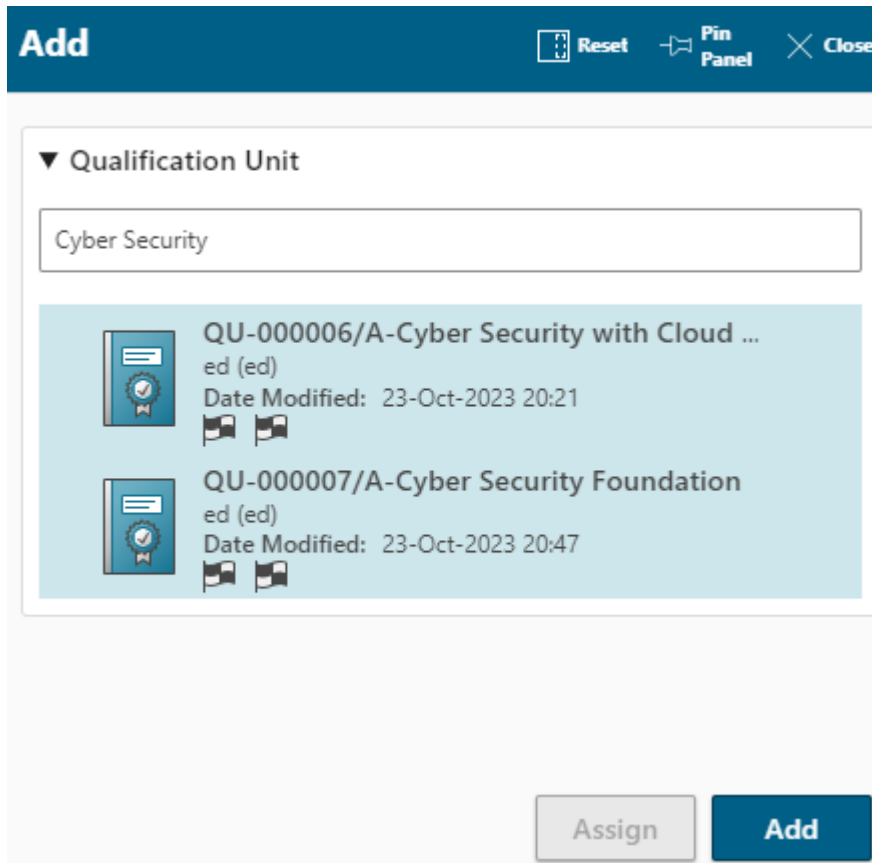 Add
Reset
Pin
Panel
Close
▼ Qualification Unit
Cyber Security
QU-000006/A-Cyber Security with Cloud ...
ed (ed)
Date Modified: 23-Oct-2023 20:21
QU-000007/A-Cyber Security Foundation
ed (ed)
Date Modified: 23-Oct-2023 20:47
Assign
Add